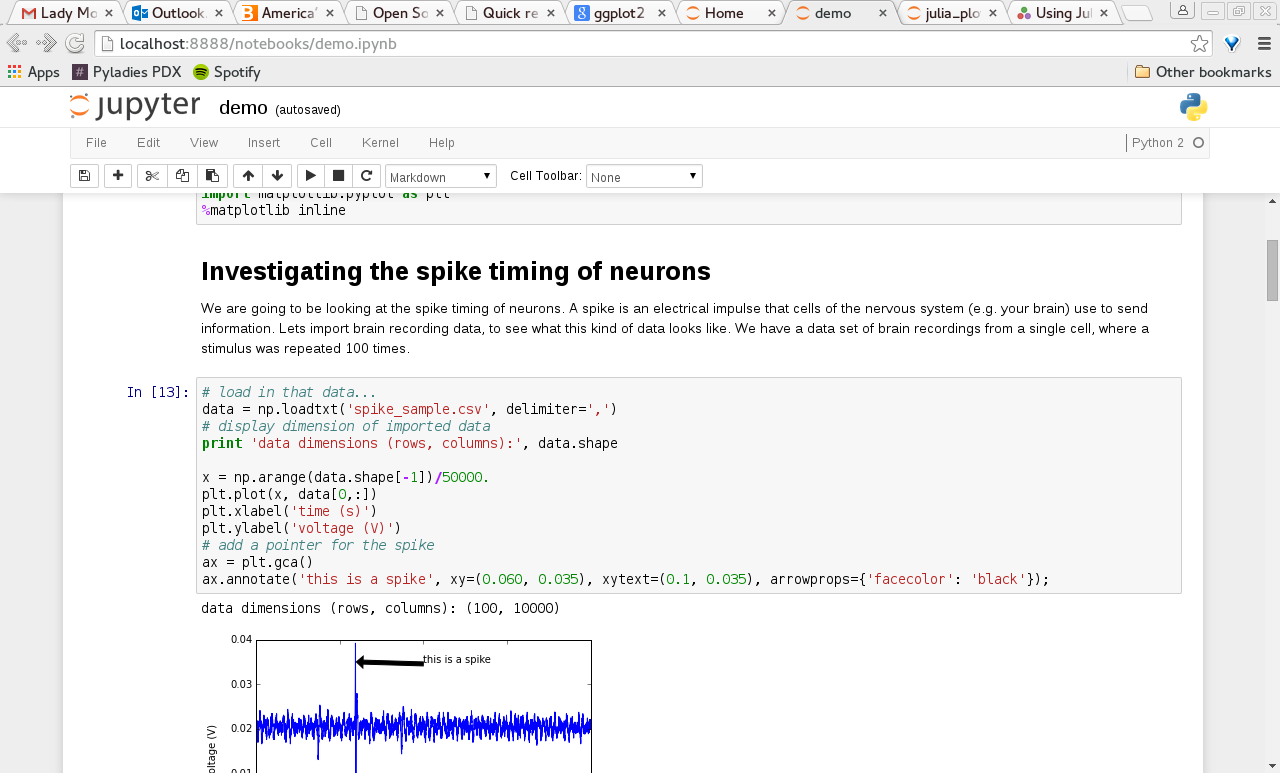 Lady Mo
Outlook.
America'
Open So
Quick re
ggplot2
Home
demo
julia_plo
Using Jul
localhost:8888/notebooks/demo.ipynb
Apps
Pyladies PDX
Spotify
Other bookmarks
jupyter
demo (autosaved)
File
Edit
View
Insert
Cell
Kernel
Help
Python 2
Markdown
Cell Toolbar:
None
import matplotlib.pyplot as plt
%matplotlib inline
Investigating the spike timing of neurons
We are going to be looking at the spike timing of neurons. A spike is an electrical impulse that cells of the nervous system (e.g. your brain) use to send
information. Lets import brain recording data, to see what this kind of data looks like. We have a data set of brain recordings from a single cell, where a
stimulus was repeated 100 times.
In [13]:
# load in that data...
data = np.loadtxt('spike_sample.csv', delimiter=',')
# display dimension of imported data
print 'data dimensions (rows, columns):', data.shape
x = np.arange(data.shape[-1])/50000.
plt.plot(x, data[0,:])
plt.xlabel('time (s)')
plt.ylabel('voltage (V)')
# add a pointer for the spike
ax = plt.gca()
ax.annotate('this is a spike', xy=(0.060, 0.035), xytext=(0.1, 0.035), arrowprops={'facecolor': 'black'});
data dimensions (rows, columns): (100, 10000)
0.04
this is a spike
0.03
0.02
oltage (V)
0.01